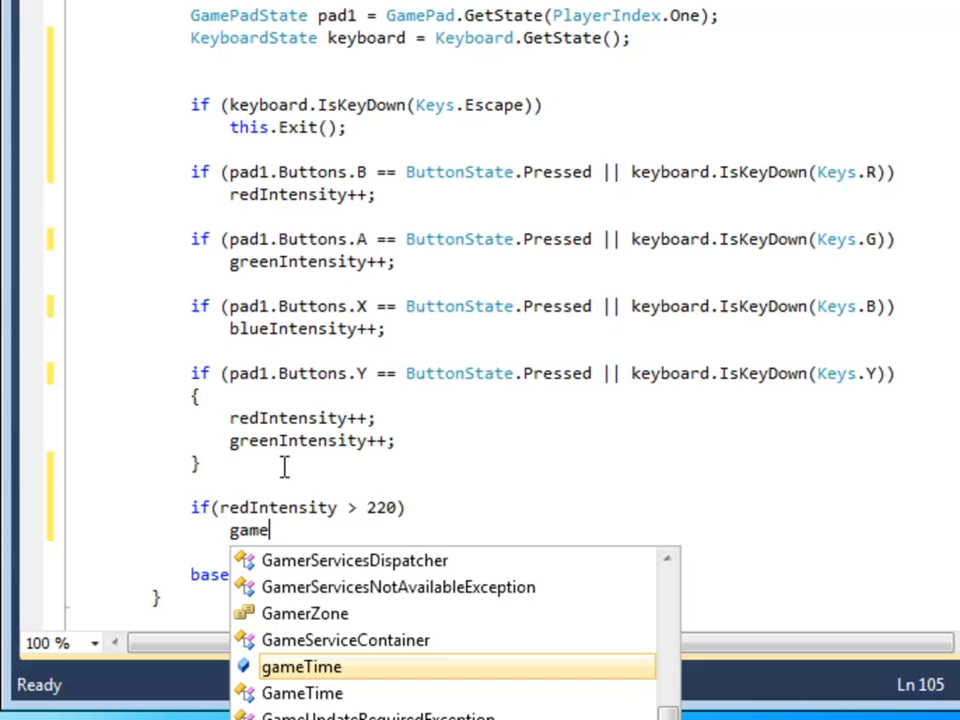 GamePadState pad1 = GamePad.GetState(PlayerIndex.One);
KeyboardState keyboard = Keyboard.GetState();
if (keyboard.IsKeyDown(Keys.Escape))
this.Exit();
if (pad1.Buttons.B == ButtonState.Pressed || keyboard.IsKeyDown(Keys.R))
redIntensity++;
if (pad1.Buttons.A == ButtonState.Pressed || keyboard.IsKeyDown(Keys.G))
greenIntensity++;
if (pad1.Buttons.X == ButtonState.Pressed || keyboard.IsKeyDown(Keys.B))
blueIntensity++;
if (pad1.Buttons.Y == ButtonState.Pressed || keyboard.IsKeyDown(Keys.Y))
{
redIntensity++;
greenIntensity++;
}
if(redIntensity > 220)
game
GamerServicesDispatcher
base
GamerServicesNotAvailableException
}
GamerZone
GameServiceContainer
100 %
gameTime
Ready
Ln 105
GameTime
GameUpdateRequiredException